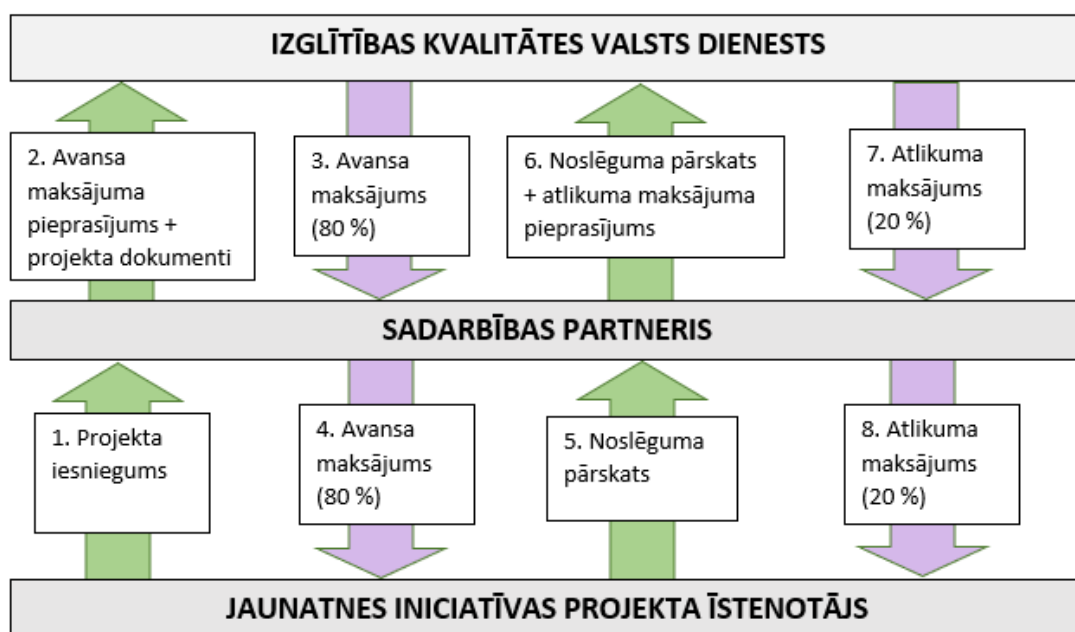 IZGLĪTĪBAS KVALITĀTES VALSTS DIENESTS
2. Avansa
maksājuma
pieprasījums +
projekta dokumenti
3. Avansa
maksājums
(80 %)
6. Noslēguma pārskats
+ atlikuma maksājuma
pieprasījums
7. Atlikuma
maksājums
(20 %)
SADARBĪBAS PARTNERIS
1. Projekta
iesniegums
4. Avansa
maksājums
(80 %)
5. Noslēguma
pārskats
8. Atlikuma
maksājums
(20 %)
JAUNATNES INICIATĪVAS PROJEKTA ĪSTENOTĀJS